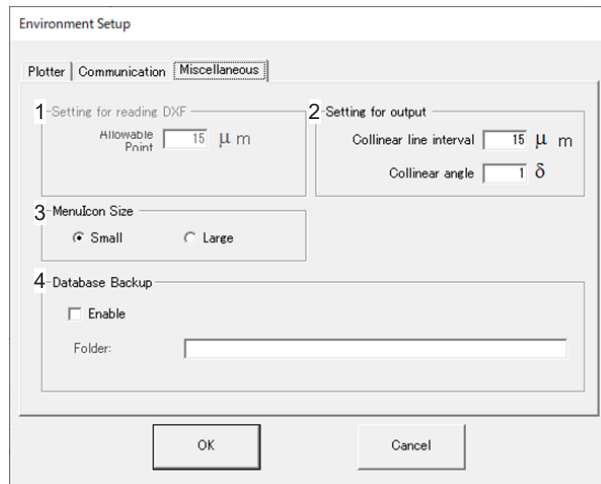 Environment Setup
Plotter Communication Miscellaneous
1 Setting for reading DXF
Allowable Point 15 μ m
2 Setting for output
Collinear line interval 15 μ m
Collinear angle 1 δ
3 MenuIcon Size
Small Large
4 Database Backup
Enable
Folder:
OK Cancel